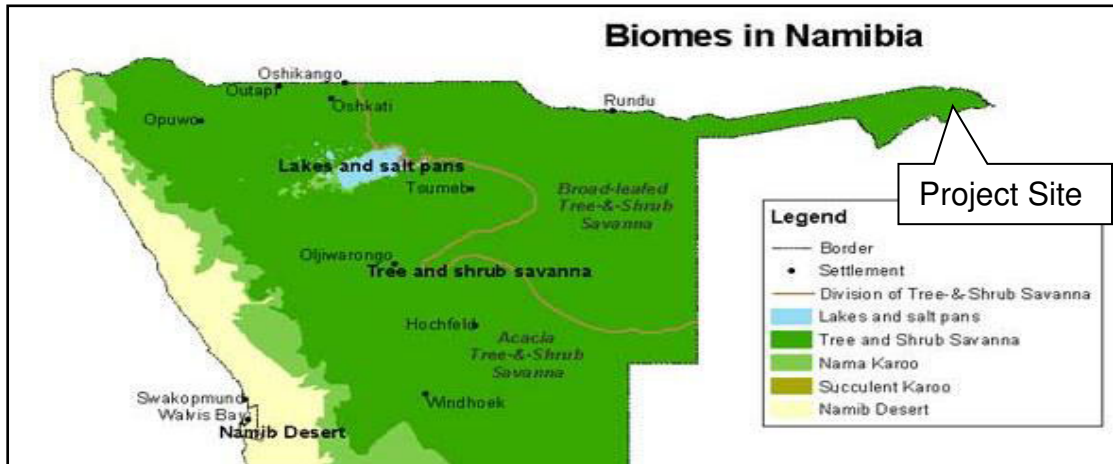 Biomes in Namibia
Oshikango
Outapi
Oshkati
Rundu
Opuwo
Lakes and salt pans
Tsumeb
Broad-leafed
Tree-&-Shrub
Savanna
Project Site
Oljiwarongo
Tree and shrub savanna
Hochfeld
Acacia
Tree-&-Shrub
Savanna
Swakopmund
Walvis Bay
Windhoek
Namib Desert
Legend
Border
Settlement
Division of Tree-&-Shrub Savanna
Lakes and salt pans
Tree and Shrub Savanna
Nama Karoo
Succulent Karoo
Namib Desert